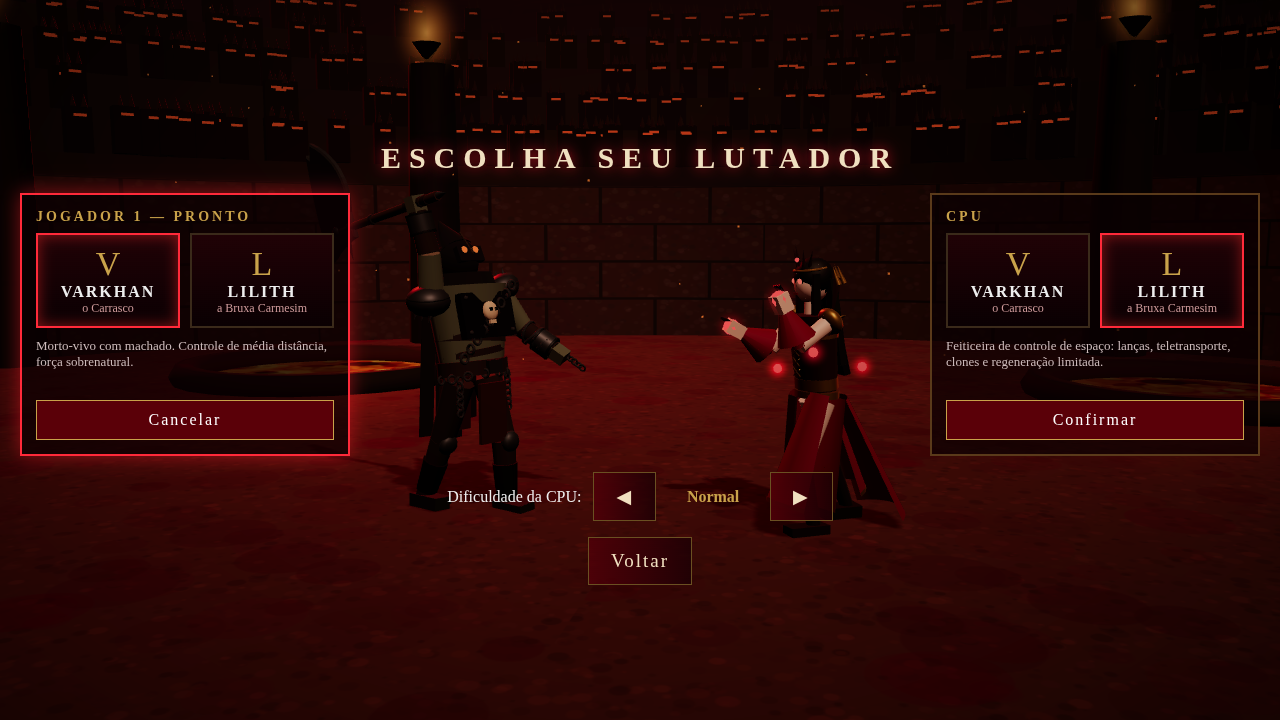 ESCOLHA SEU LUTADOR
JOGADOR 1 — PRONTO
V
VARKHAN
o Carrasco
L
LILITH
a Bruxa Carmesim
Morto-vivo com machado. Controle de média distância,
força sobrenatural.
Cancelar
CPU
V
VARKHAN
o Carrasco
L
LILITH
a Bruxa Carmesim
Feiticeira de controle de espaço: lanças, teletransporte,
clones e regeneração limitada.
Confirmar
Dificuldade da CPU: ◀ Normal ▶
Voltar